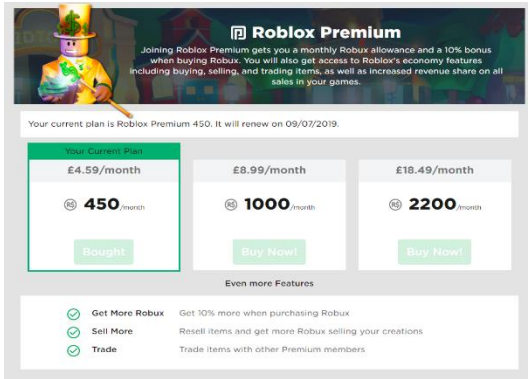 Roblox Premium
Joining Roblox Premium gets you a monthly Robux allowance and a 10% bonus
when buying Robux. You will also get access to Roblox's economy features
including buying, selling, and trading items, as well as increased revenue share on all
sales in your games.
Your current plan is Roblox Premium 450. It will renew on 09/07/2019.
Your Current Plan
£4.59/month
£8.99/month
£18.49/month
R$ 450 /month
R$ 1000 /month
R$ 2200 /month
Bought
Buy Now!
Buy Now!
Even more Features
Get More Robux Get 10% more when purchasing Robux
Sell More Resell items and get more Robux selling your creations
Trade Trade items with other Premium members